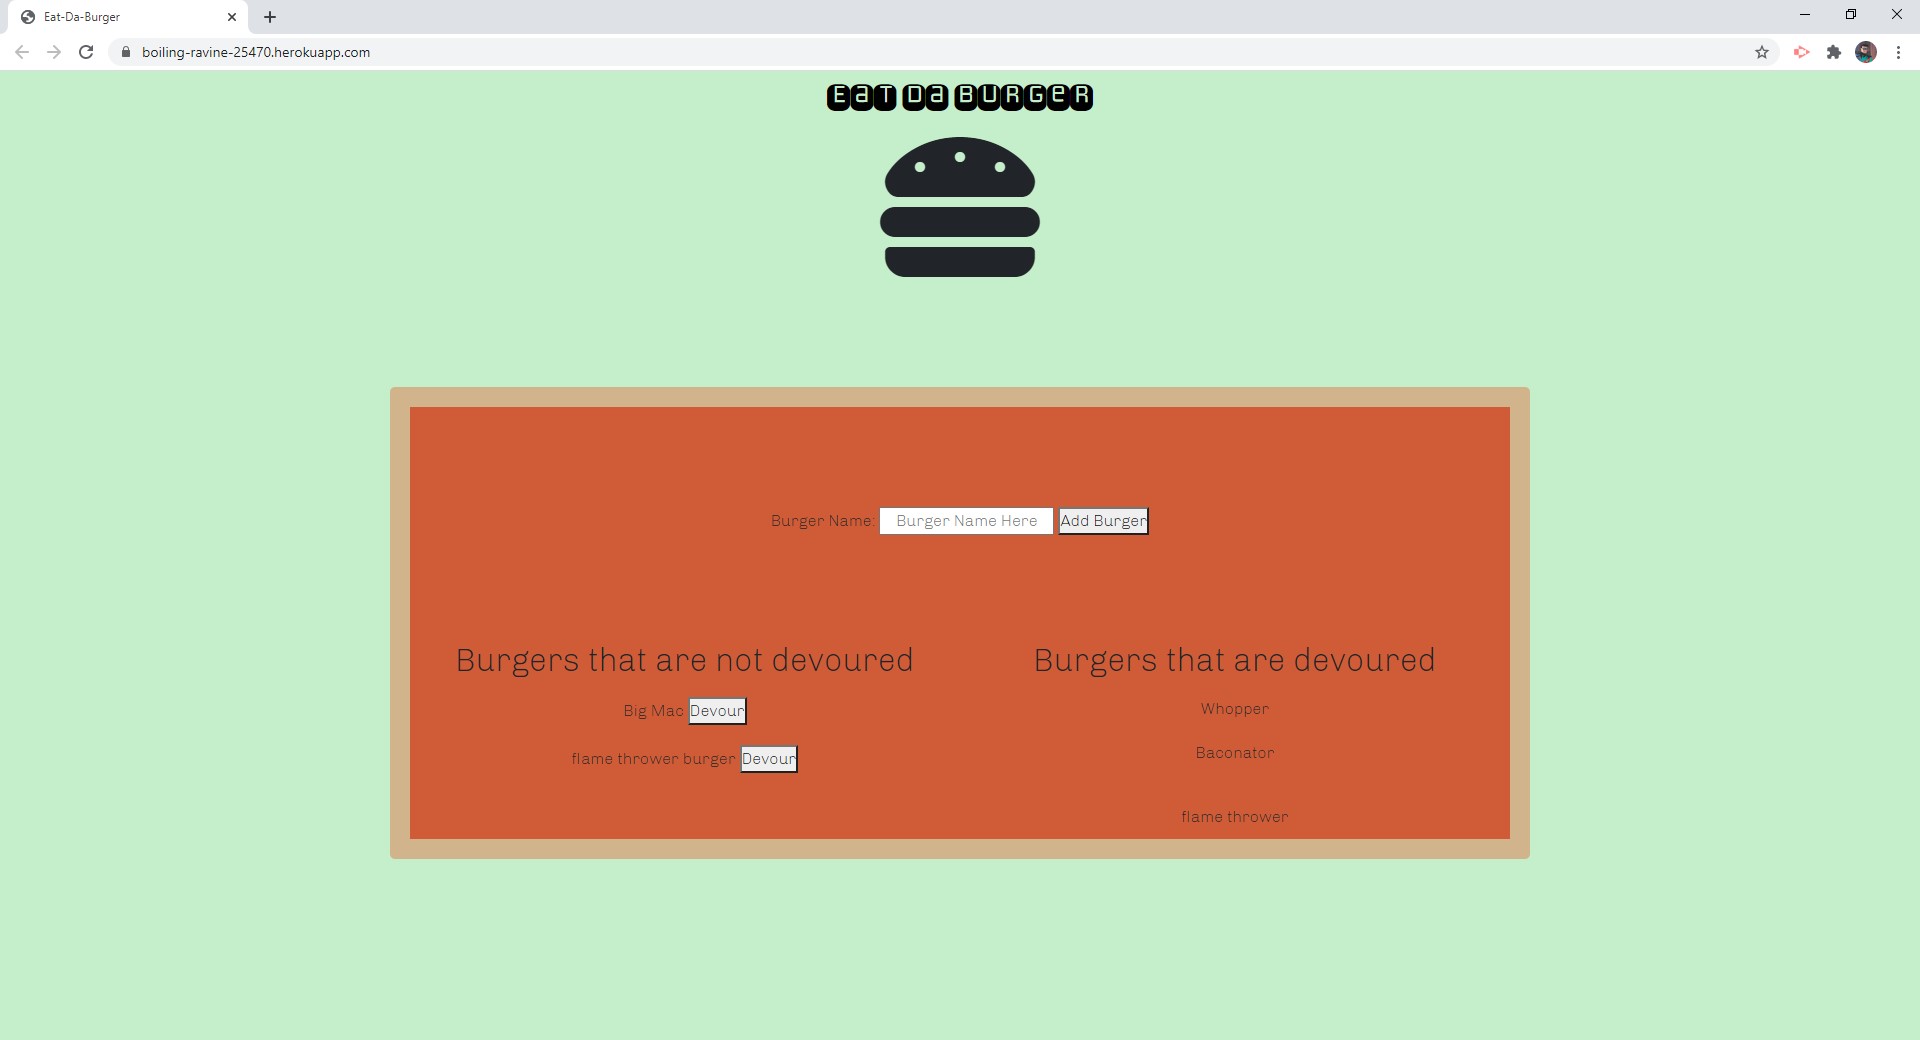 Eat-Da-Burger
boiling-ravine-25470.herokuapp.com
EaT Da BURGeR
Burger Name: Burger Name Here Add Burger
Burgers that are not devoured
Big Mac Devour
flame thrower burger Devour
Burgers that are devoured
Whopper
Baconator
flame thrower